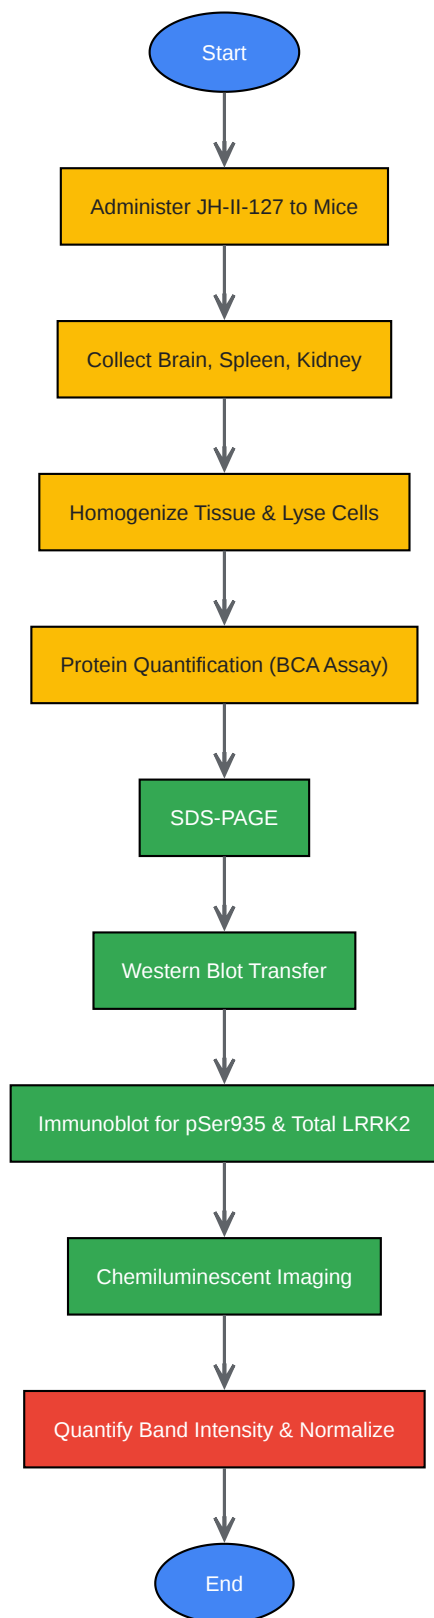 Start
Administer JH-II-127 to Mice
Collect Brain, Spleen, Kidney
Homogenize Tissue & Lyse Cells
Protein Quantification (BCA Assay)
SDS-PAGE
Western Blot Transfer
Immunoblot for pSer935 & Total LRRK2
Chemiluminescent Imaging
Quantify Band Intensity & Normalize
End